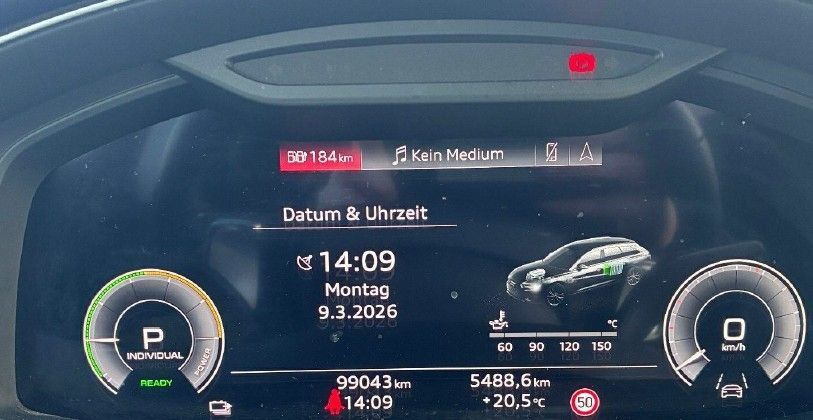 184 km
Kein Medium
Datum & Uhrzeit
14:09
Montag
9.3.2026
°C
60 90 120 150
P
INDIVIDUAL
READY
POWER
0
km/h
99043 km
5488,6 km
14:09
+20,5 °C
50